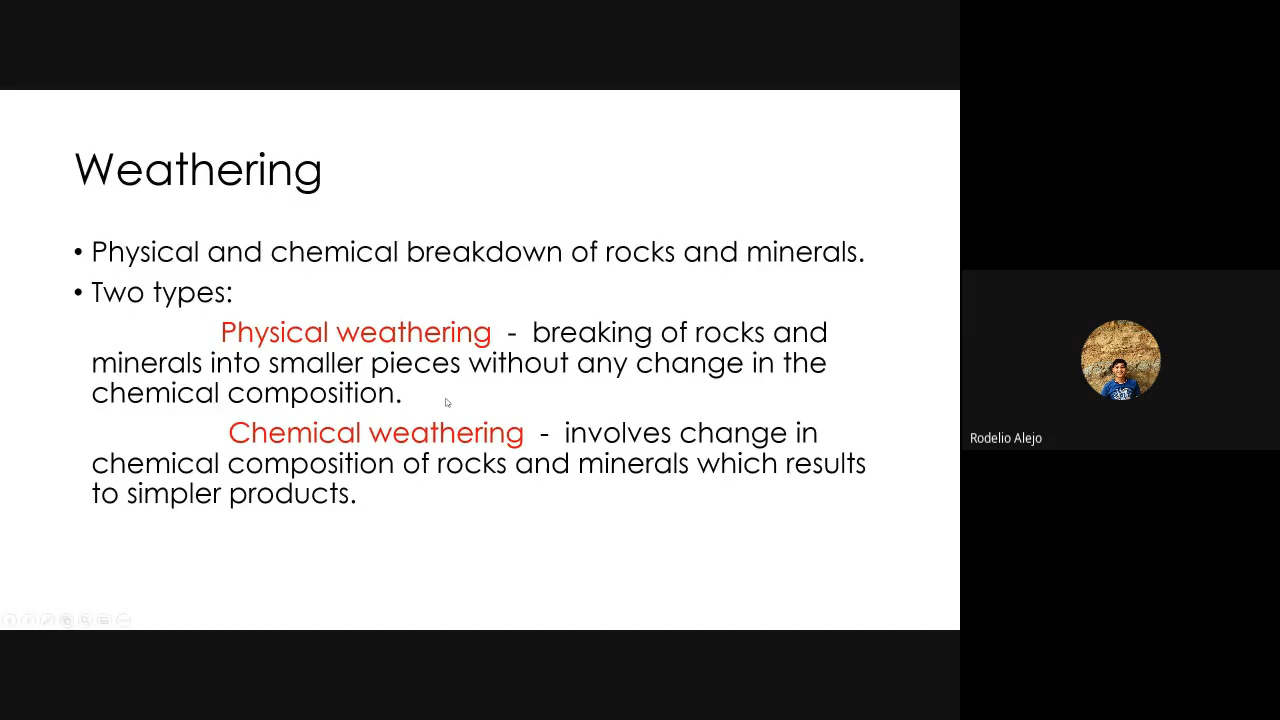 Weathering
• Physical and chemical breakdown of rocks and minerals.
• Two types:
Physical weathering - breaking of rocks and
minerals into smaller pieces without any change in the
chemical composition.
Chemical weathering - involves change in
chemical composition of rocks and minerals which results
to simpler products.
Rodelio Alejo